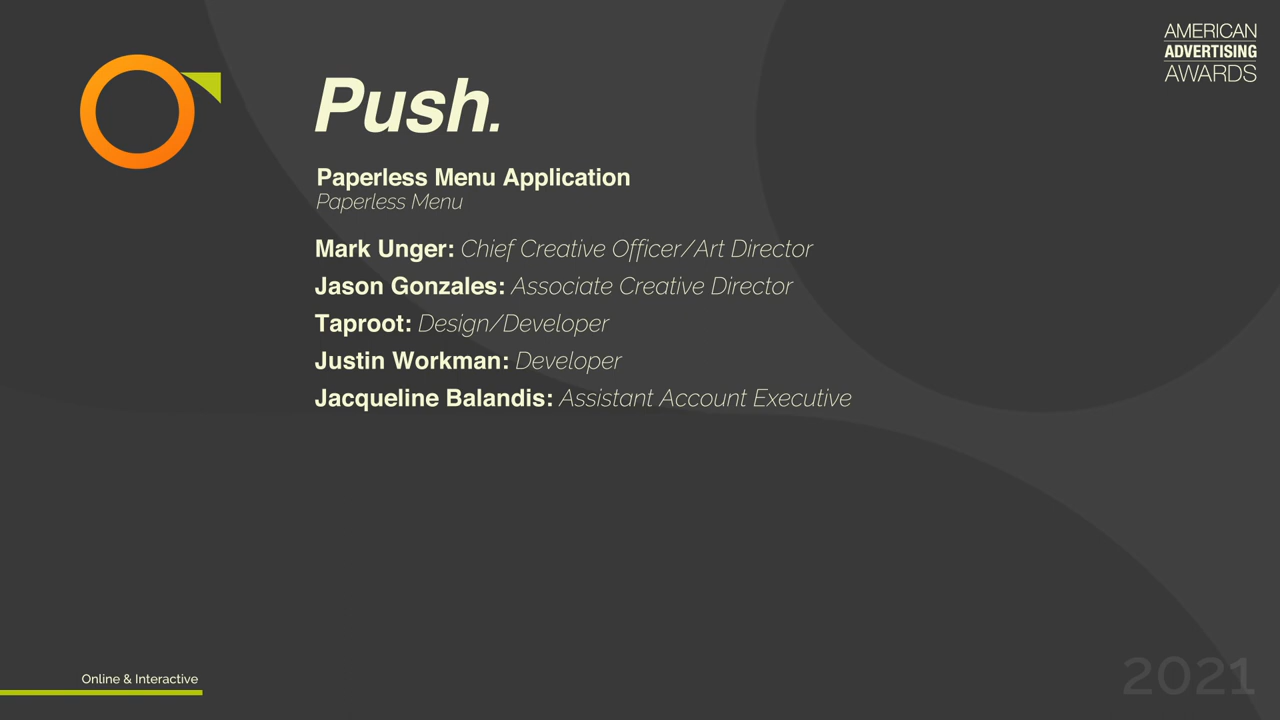 AMERICAN
ADVERTISING
AWARDS
Push.
Paperless Menu Application
Paperless Menu
Mark Unger: Chief Creative Officer/Art Director
Jason Gonzales: Associate Creative Director
Taproot: Design/Developer
Justin Workman: Developer
Jacqueline Balandis: Assistant Account Executive
Online & Interactive
2021